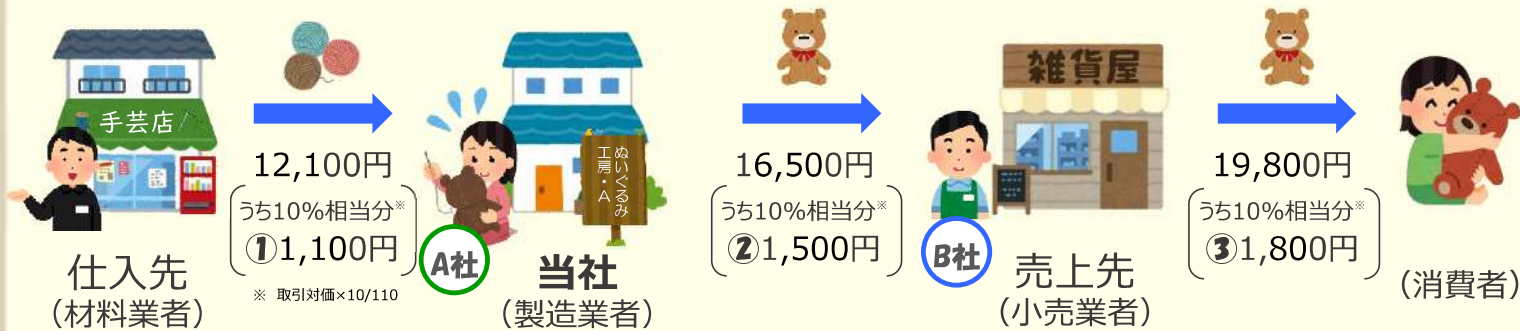 手芸店
12,100円
うち10%相当分※
①1,100円
※ 取引対価×10/110
仕入先
(材料業者)
ぬいぐるみ
工房・A
A社
当社
(製造業者)
16,500円
うち10%相当分※
②1,500円
雑貨屋
B社
売上先
(小売業者)
19,800円
うち10%相当分※
③1,800円
(消費者)